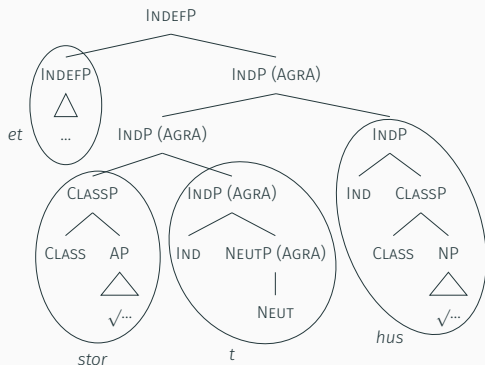 INDEFP
INDEFP INDP (AGRA)
et ... INDP (AGRA) INDP
CLASSP INDP (AGRA) IND CLASSP
CLASS AP IND NEUTP (AGRA) CLASS NP
√... NEUT √...
stor t hus